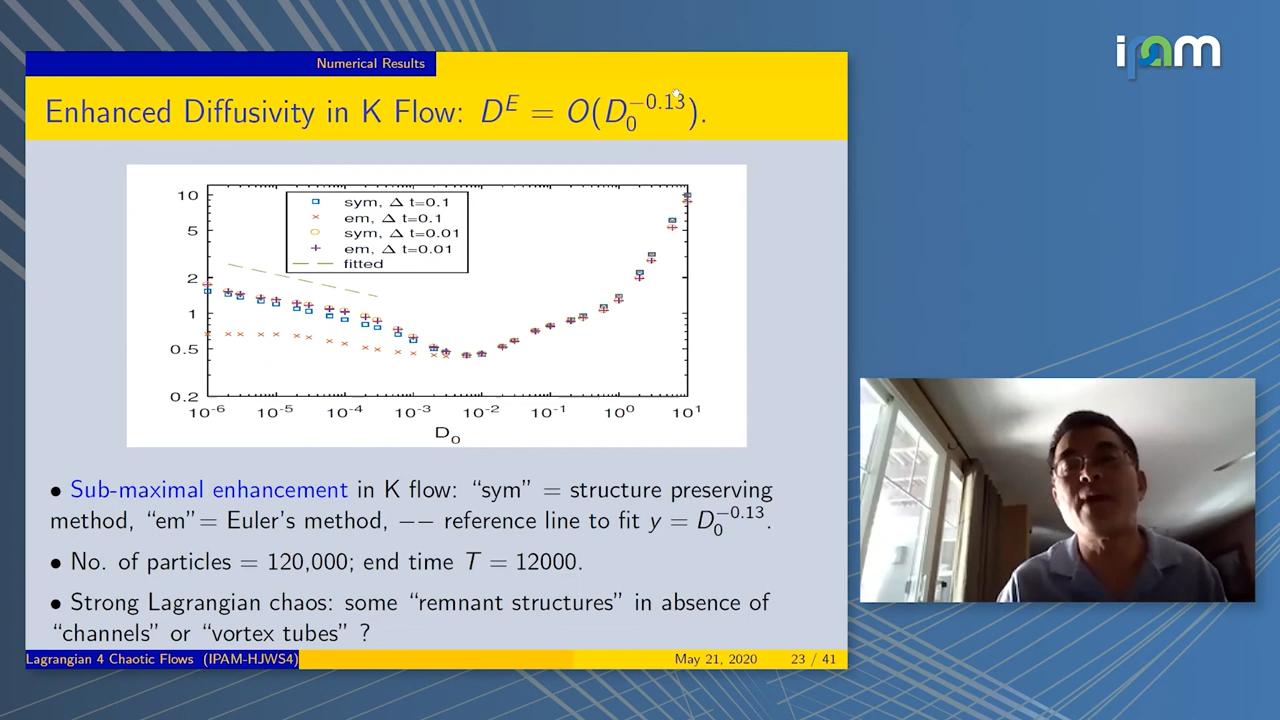 ipam
Numerical Results
Enhanced Diffusivity in K Flow: D^E = O(D_0^{-0.13}).
10
5
2
1
0.5
0.2
sym, Δ t=0.1
em, Δ t=0.1
sym, Δ t=0.01
em, Δ t=0.01
fitted
10^{-6} 10^{-5} 10^{-4} 10^{-3} 10^{-2} 10^{-1} 10^0 10^1
D_0
• Sub-maximal enhancement in K flow: “sym” = structure preserving
method, “em”= Euler's method, −− reference line to fit y = D_0^{-0.13}.
• No. of particles = 120,000; end time T = 12000.
• Strong Lagrangian chaos: some “remnant structures” in absence of
“channels” or “vortex tubes” ?
Lagrangian 4 Chaotic Flows (IPAM-HJWS4) May 21, 2020 23 / 41